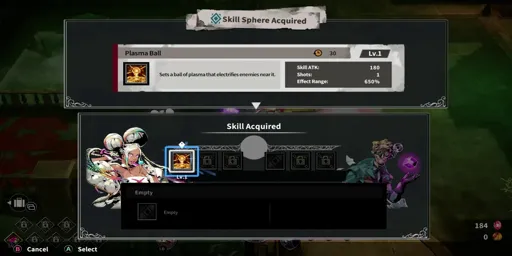 Skill Sphere Acquired
Plasma Ball
30
Lv.1
Sets a ball of plasma that electrifies enemies near it.
Skill ATK: 180
Shots: 1
Effect Range: 650%
Skill Acquired
Lv.1
Empty
Empty
184
0
B Cancel
A Select